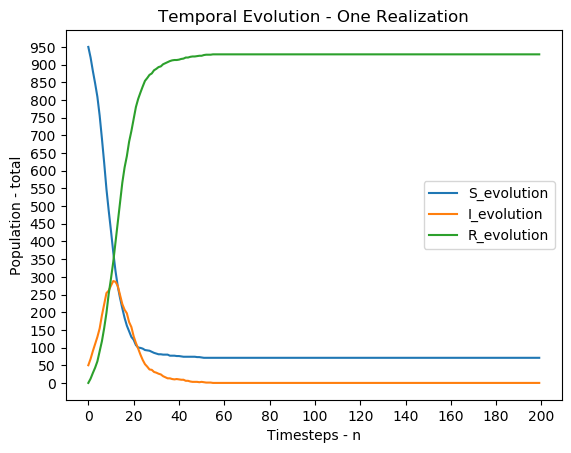 Temporal Evolution - One Realization
Population - total
950
900
850
800
750
700
650
600
550
500
450
400
350
300
250
200
150
100
50
0
S_evolution
I_evolution
R_evolution
0 20 40 60 80 100 120 140 160 180 200
Timesteps - n